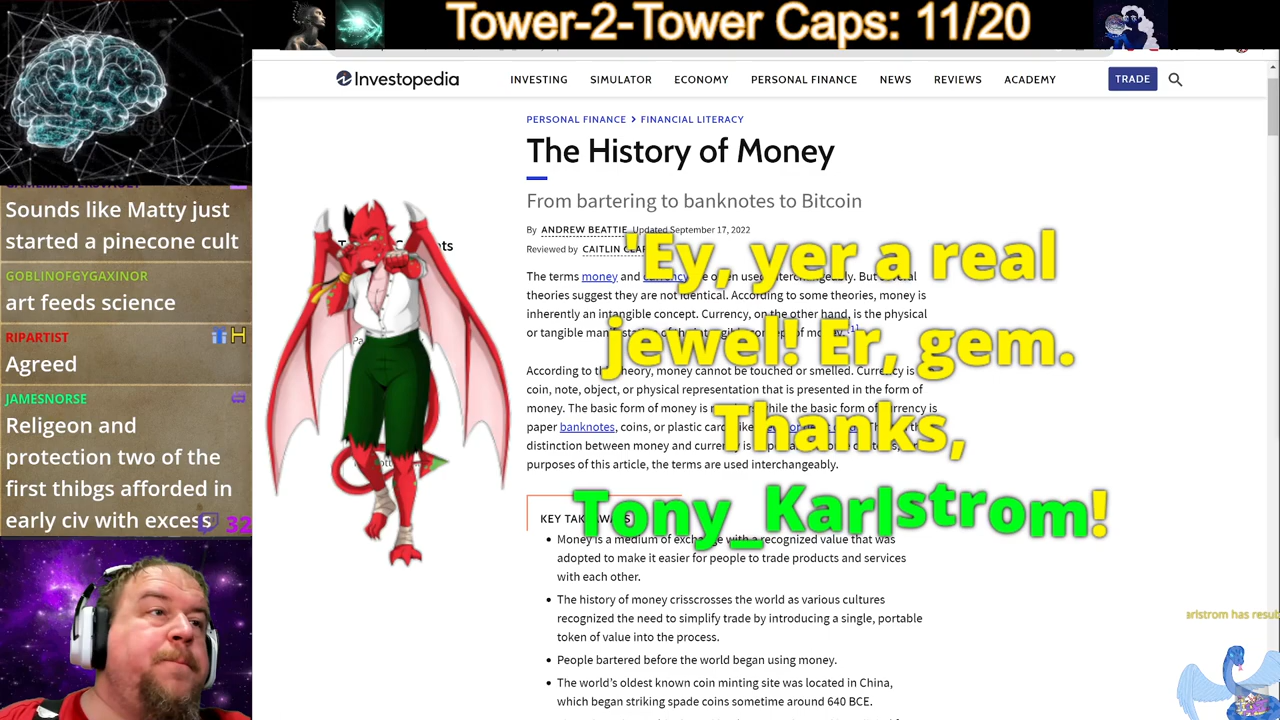 Tower-2-Tower Caps: 11/20
Investopedia
INVESTING SIMULATOR ECONOMY PERSONAL FINANCE NEWS REVIEWS ACADEMY TRADE
PERSONAL FINANCE > FINANCIAL LITERACY
The History of Money
From bartering to banknotes to Bitcoin
By ANDREW BEATTIE Updated September 17, 2022
Reviewed by
The terms money and
theories suggest they are not identical. According to some theories, money is
inherently an intangible concept. Currency, on the other hand, is the physical
or tangible
money cannot be touched or smelled.
coin, note, object, or physical representation that is presented in the form of
money. The basic form of money is
paper banknotes, coins, or plastic
distinction between money and currency is
purposes of this article, the terms are used interchangeably.
KEY
Money is a medium of exchange with a recognized value that was
adopted to make it easier for people to trade products and services
with each other.
The history of money crisscrosses the world as various cultures
recognized the need to simplify trade by introducing a single, portable
token of value into the process.
People bartered before the world began using money.
The world's oldest known coin minting site was located in China,
which began striking spade coins sometime around 640 BCE.
'Ey, yer a real
jewel! Er, gem.
Thanks,
Tony_Karlstrom!
Sounds like Matty just
started a pinecone cult
GOBLINOFGYGAXINOR
art feeds science
RIPARTIST
Agreed
JAMESNORSE
Religeon and
protection two of the
first thibgs afforded in
early civ with excess
32
arlstrom has